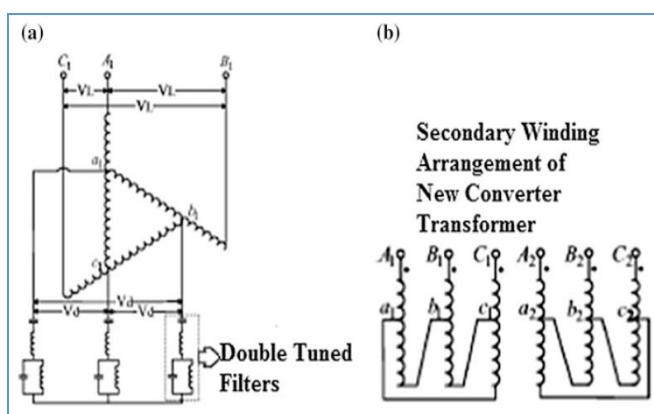 (a)
(b)
C1 A1 B1
VL VL
VL
a1
b1
c1
Vd
Vd Vd
Double Tuned
Filters
Secondary Winding
Arrangement of
New Converter
Transformer
A1 B1 C1 A2 B2 C2
a1 b1 c1 a2 b2 c2